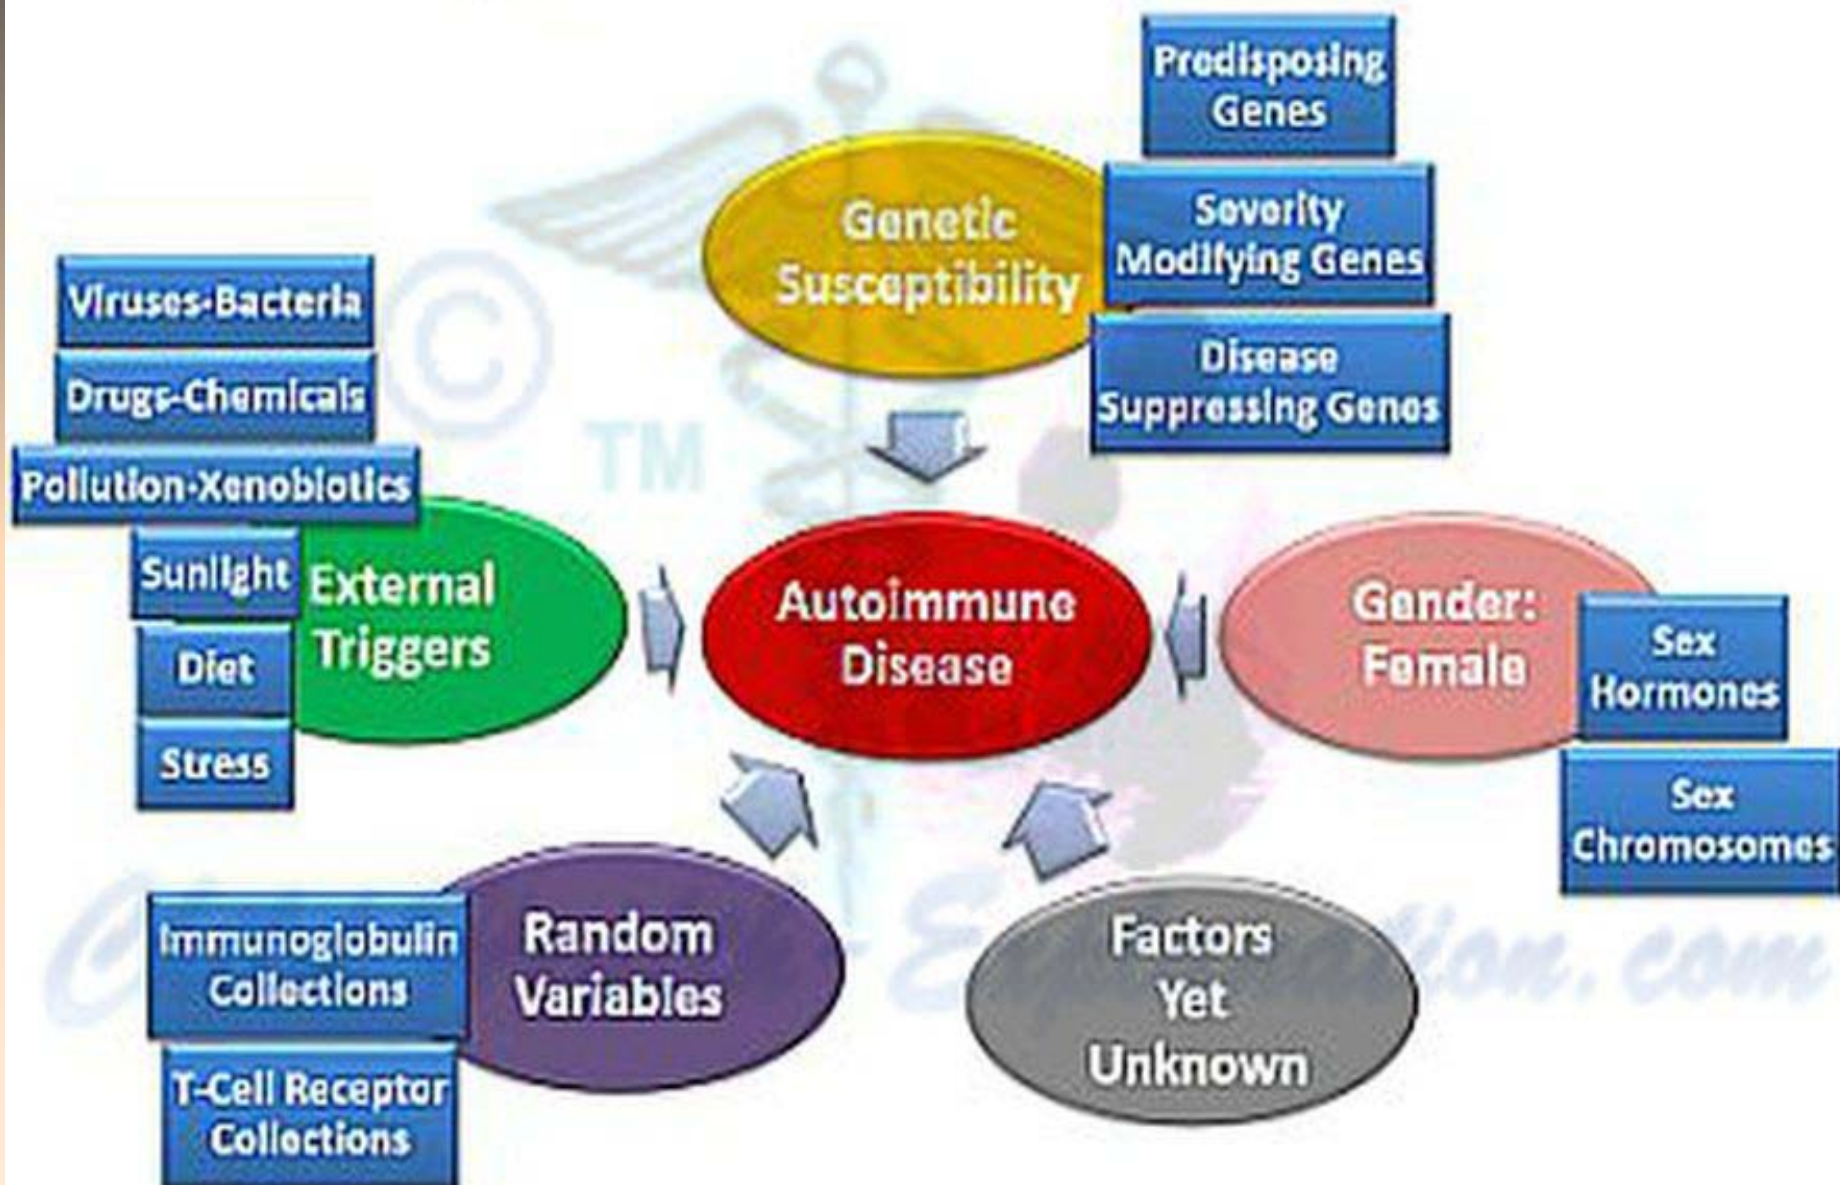 Predisposing
Genes
Genetic
Susceptibility
Severity
Modifying Genes
Disease
Suppressing Genes
Viruses-Bacteria
Drugs-Chemicals
Pollution-Xenobiotics
Sunlight
Diet
Stress
External
Triggers
©
TM
Autoimmune
Disease
Gender:
Female
Sex
Hormones
Sex
Chromosomes
Random
Variables
Immunoglobulin
Collections
T-Cell Receptor
Collections
Factors
Yet
Unknown
.com